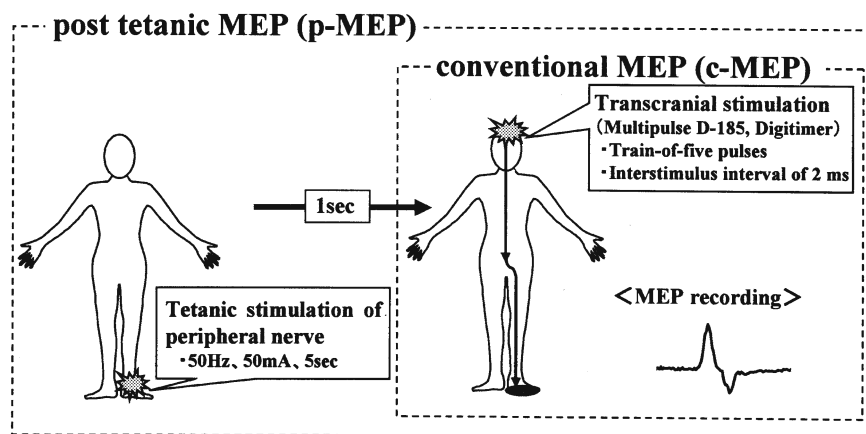 post tetanic MEP (p-MEP)
conventional MEP (c-MEP)
Transcranial stimulation
(Multipulse D-185, Digitimer)
・Train-of-five pulses
・Interstimulus interval of 2 ms
1sec
Tetanic stimulation of
peripheral nerve
・50Hz、50mA、5sec
<MEP recording>